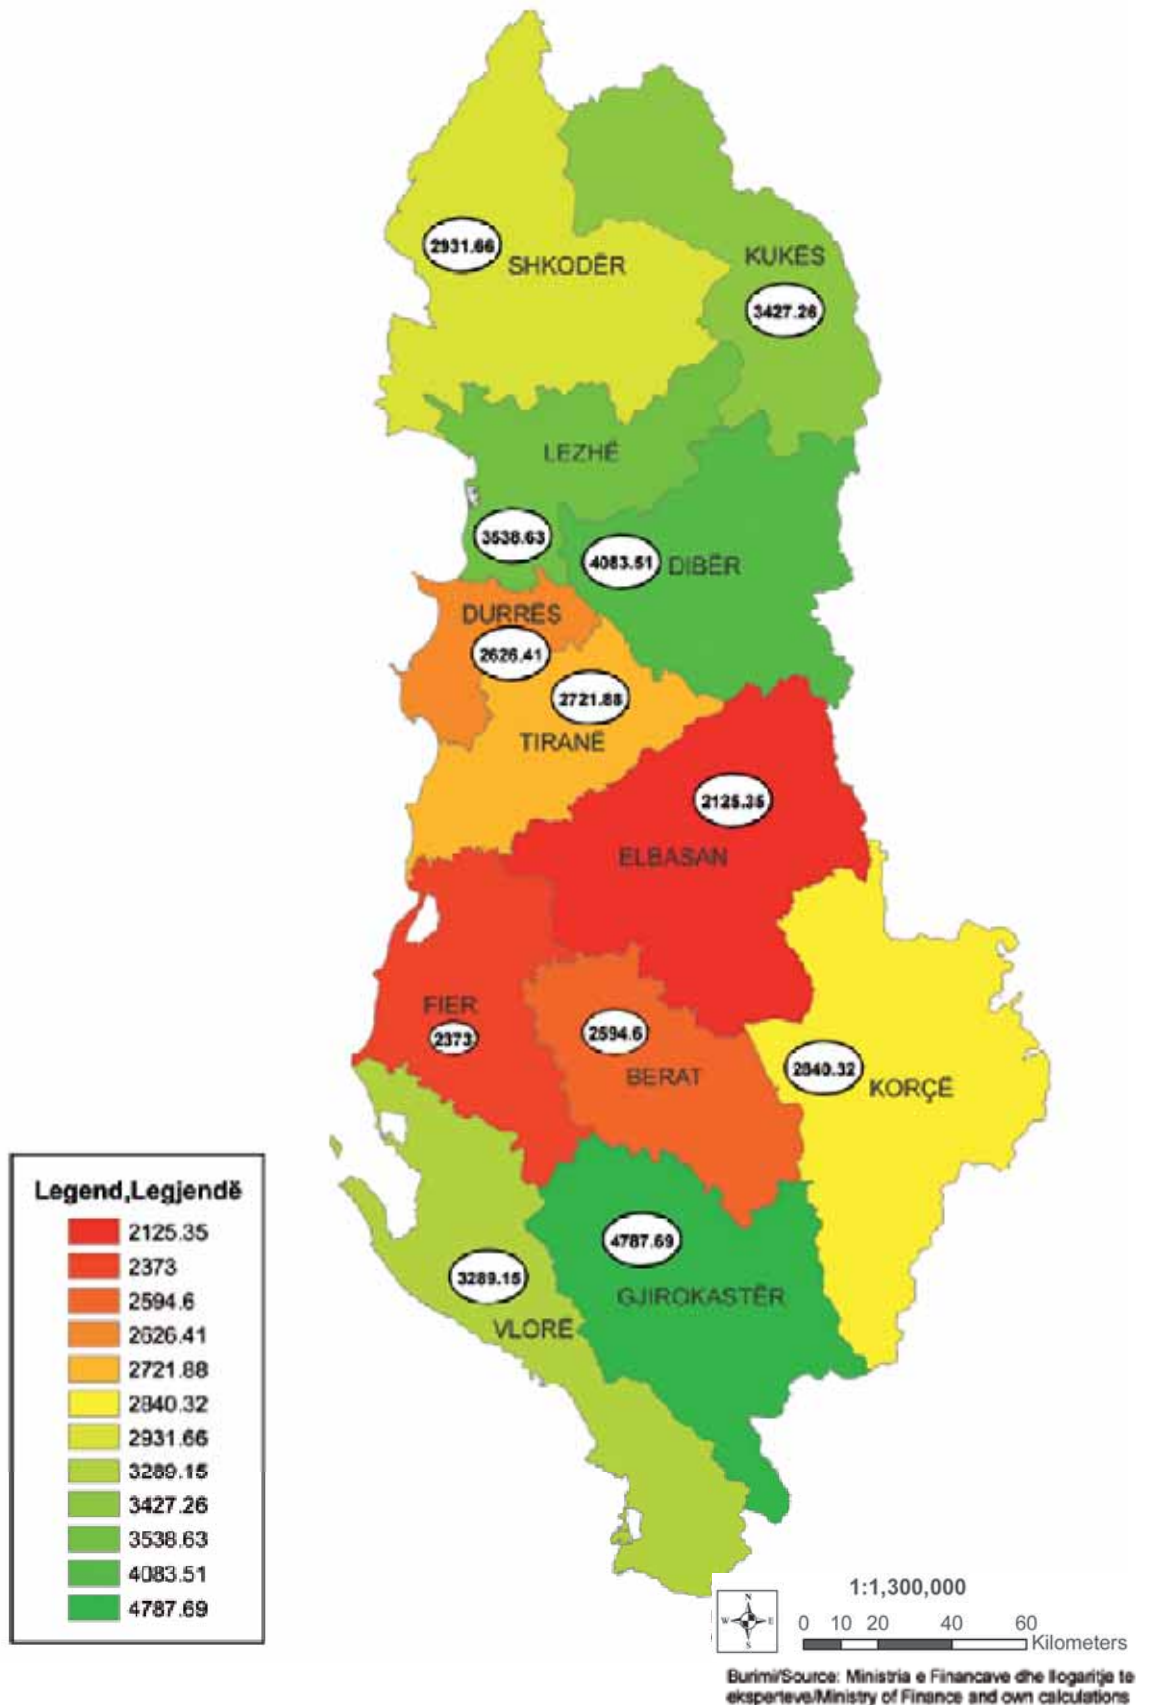 2931.66
SHKODËR
KUKËS
3427.26
LEZHË
3538.63
4083.51 DIBËR
DURRËS
2626.41
2721.88
TIRANË
2125.35
ELBASAN
FIER
2373
2594.6
BERAT
2840.32
KORÇË
4787.69
GJIROKASTËR
3289.15
VLORË
Legend,Legjendë
2125.35
2373
2594.6
2626.41
2721.88
2840.32
2931.66
3289.15
3427.26
3538.63
4083.51
4787.69
1:1,300,000
N
W E
S
0 10 20 40 60
Kilometers
Burimi/Source: Ministria e Financave dhe llogaritje te
eksperteve/Ministry of Finance and own calculations